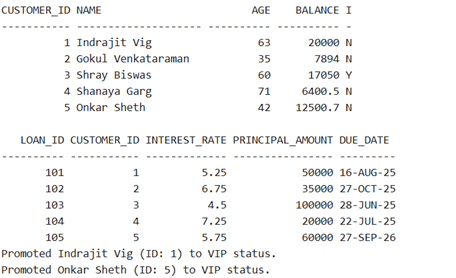 CUSTOMER_ID NAME AGE BALANCE I
----------- -------------------- ---------- ---------- -
1 Indrajit Vig 63 20000 N
2 Gokul Venkataraman 35 7894 N
3 Shray Biswas 60 17050 Y
4 Shanaya Garg 71 6400.5 N
5 Onkar Sheth 42 12500.7 N
LOAN_ID CUSTOMER_ID INTEREST_RATE PRINCIPAL_AMOUNT DUE_DATE
---------- ----------- ------------- ---------------- ---------
101 1 5.25 50000 16-AUG-25
102 2 6.75 35000 27-OCT-25
103 3 4.5 100000 28-JUN-25
104 4 7.25 20000 22-JUL-25
105 5 5.75 60000 27-SEP-26
Promoted Indrajit Vig (ID: 1) to VIP status.
Promoted Onkar Sheth (ID: 5) to VIP status.